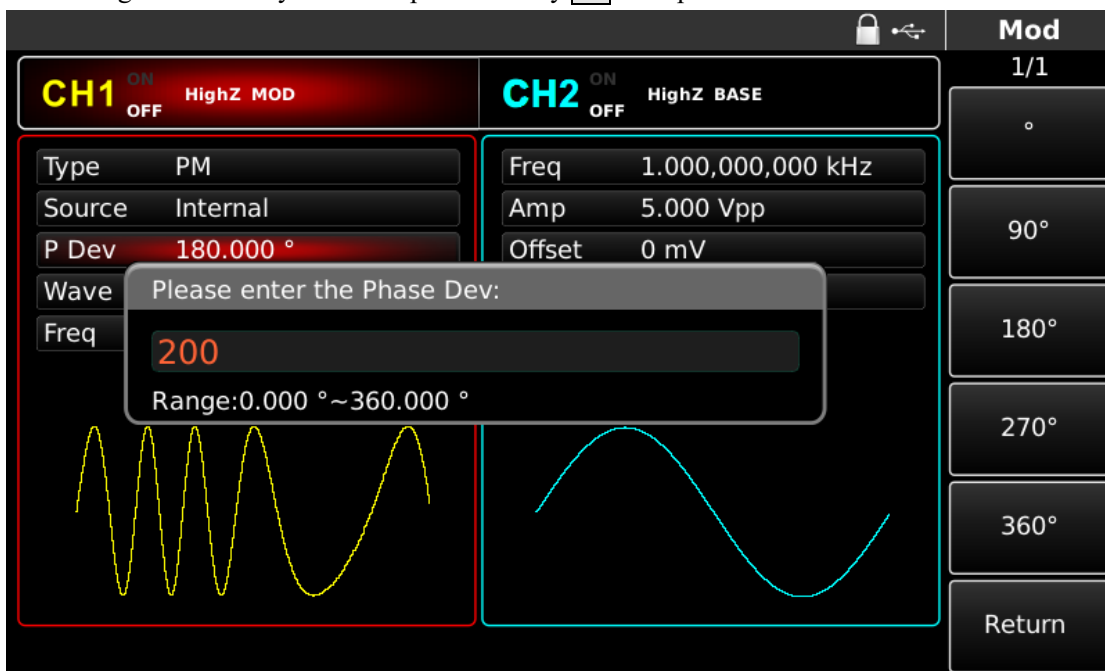 Mod
1/1
CH1 ON OFF HighZ MOD
CH2 ON OFF HighZ BASE
Type PM
Source Internal
P Dev 180.000 °
Wave
Freq
Freq 1.000,000,000 kHz
Amp 5.000 Vpp
Offset 0 mV
Please enter the Phase Dev:
200
Range:0.000 °~360.000 °
°
90°
180°
270°
360°
Return